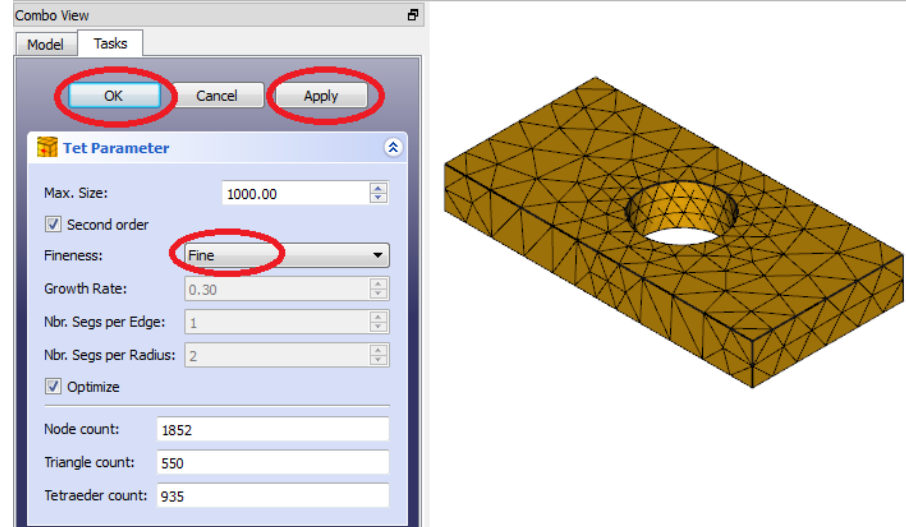 Combo View
Model Tasks
OK Cancel Apply
Tet Parameter
Max. Size: 1000.00
Second order
Fineness: Fine
Growth Rate: 0.30
Nbr. Segs per Edge: 1
Nbr. Segs per Radius: 2
Optimize
Node count: 1852
Triangle count: 550
Tetraeder count: 935